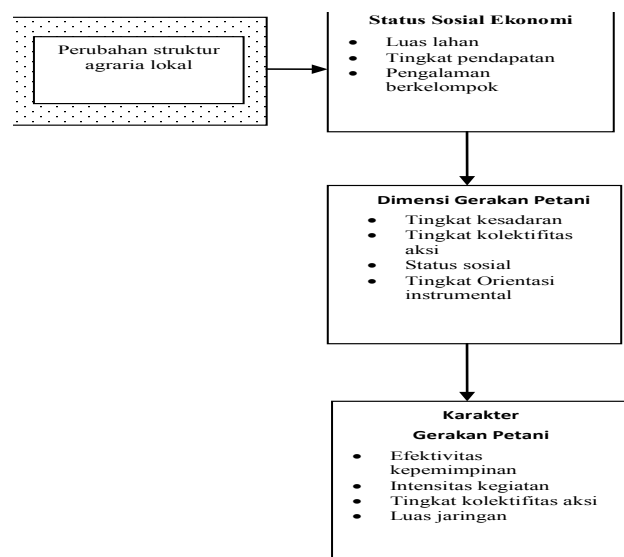 Perubahan struktur
agraria lokal
Status Sosial Ekonomi
• Luas lahan
• Tingkat pendapatan
• Pengalaman
berkelompok
Dimensi Gerakan Petani
• Tingkat kesadaran
• Tingkat kolektifitas
aksi
• Status sosial
• Tingkat Orientasi
instrumental
Karakter
Gerakan Petani
• Efektivitas
kepemimpinan
• Intensitas kegiatan
• Tingkat kolektifitas aksi
• Luas jaringan